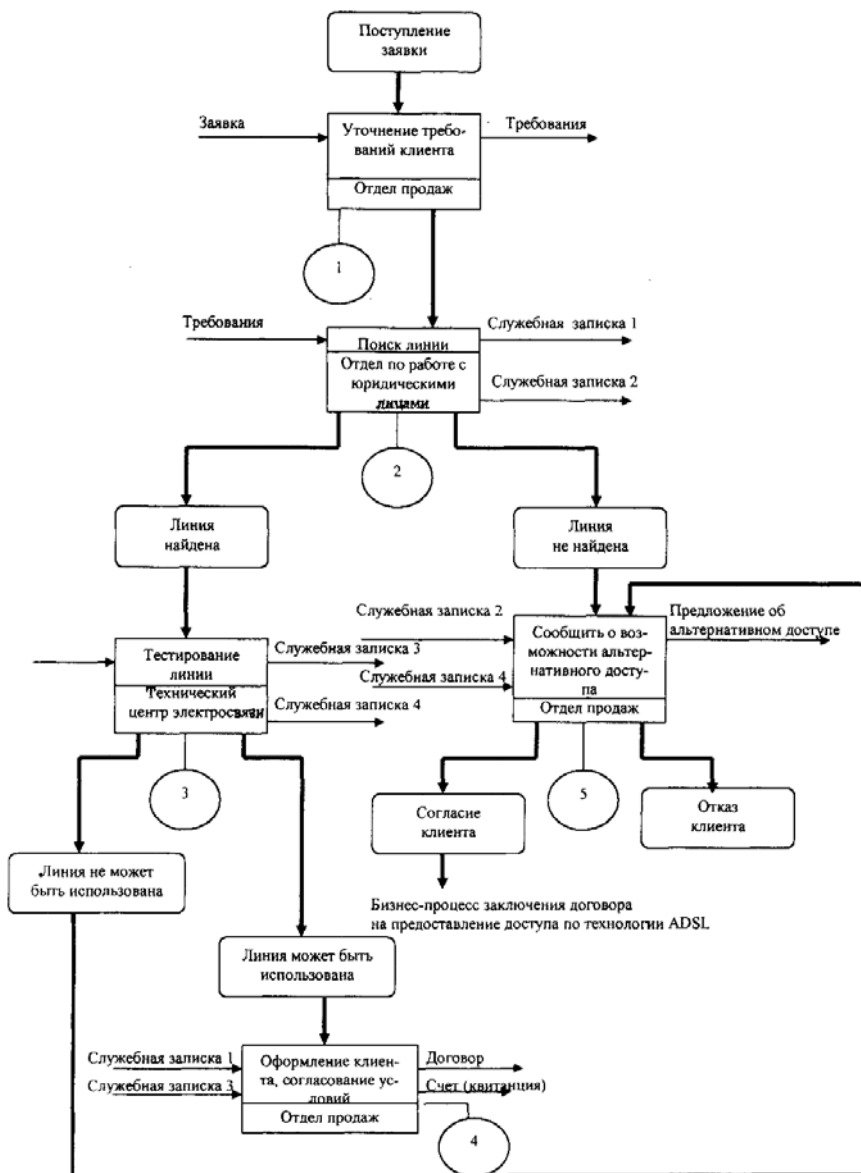 Поступление
заявки
Заявка
Уточнение требо-
ваний клиента
Требования
Отдел продаж
1
Требования
Служебная записка 1
Поиск линии
Отдел по работе с
юридическими
лицами
Служебная записка 2
2
Линия
найдена
Линия
не найдена
Служебная записка 2
Предложение об
альтернативном доступе
Сообщить о воз-
можности альтер-
нативного досту-
па
Тестирование
линии
Служебная записка 3
Служебная записка 4
Технический
центр электросвязи
Служебная записка 4
Отдел продаж
3
5
Согласие
клиента
Отказ
клиента
Линия не может
быть использована
Бизнес-процесс заключения договора
на предоставление доступа по технологии ADSL
Линия может быть
использована
Служебная записка 1
Оформление клиен-
та, согласование ус-
ловий
Договор
Служебная записка 3
Счет (квитанция)
Отдел продаж
4